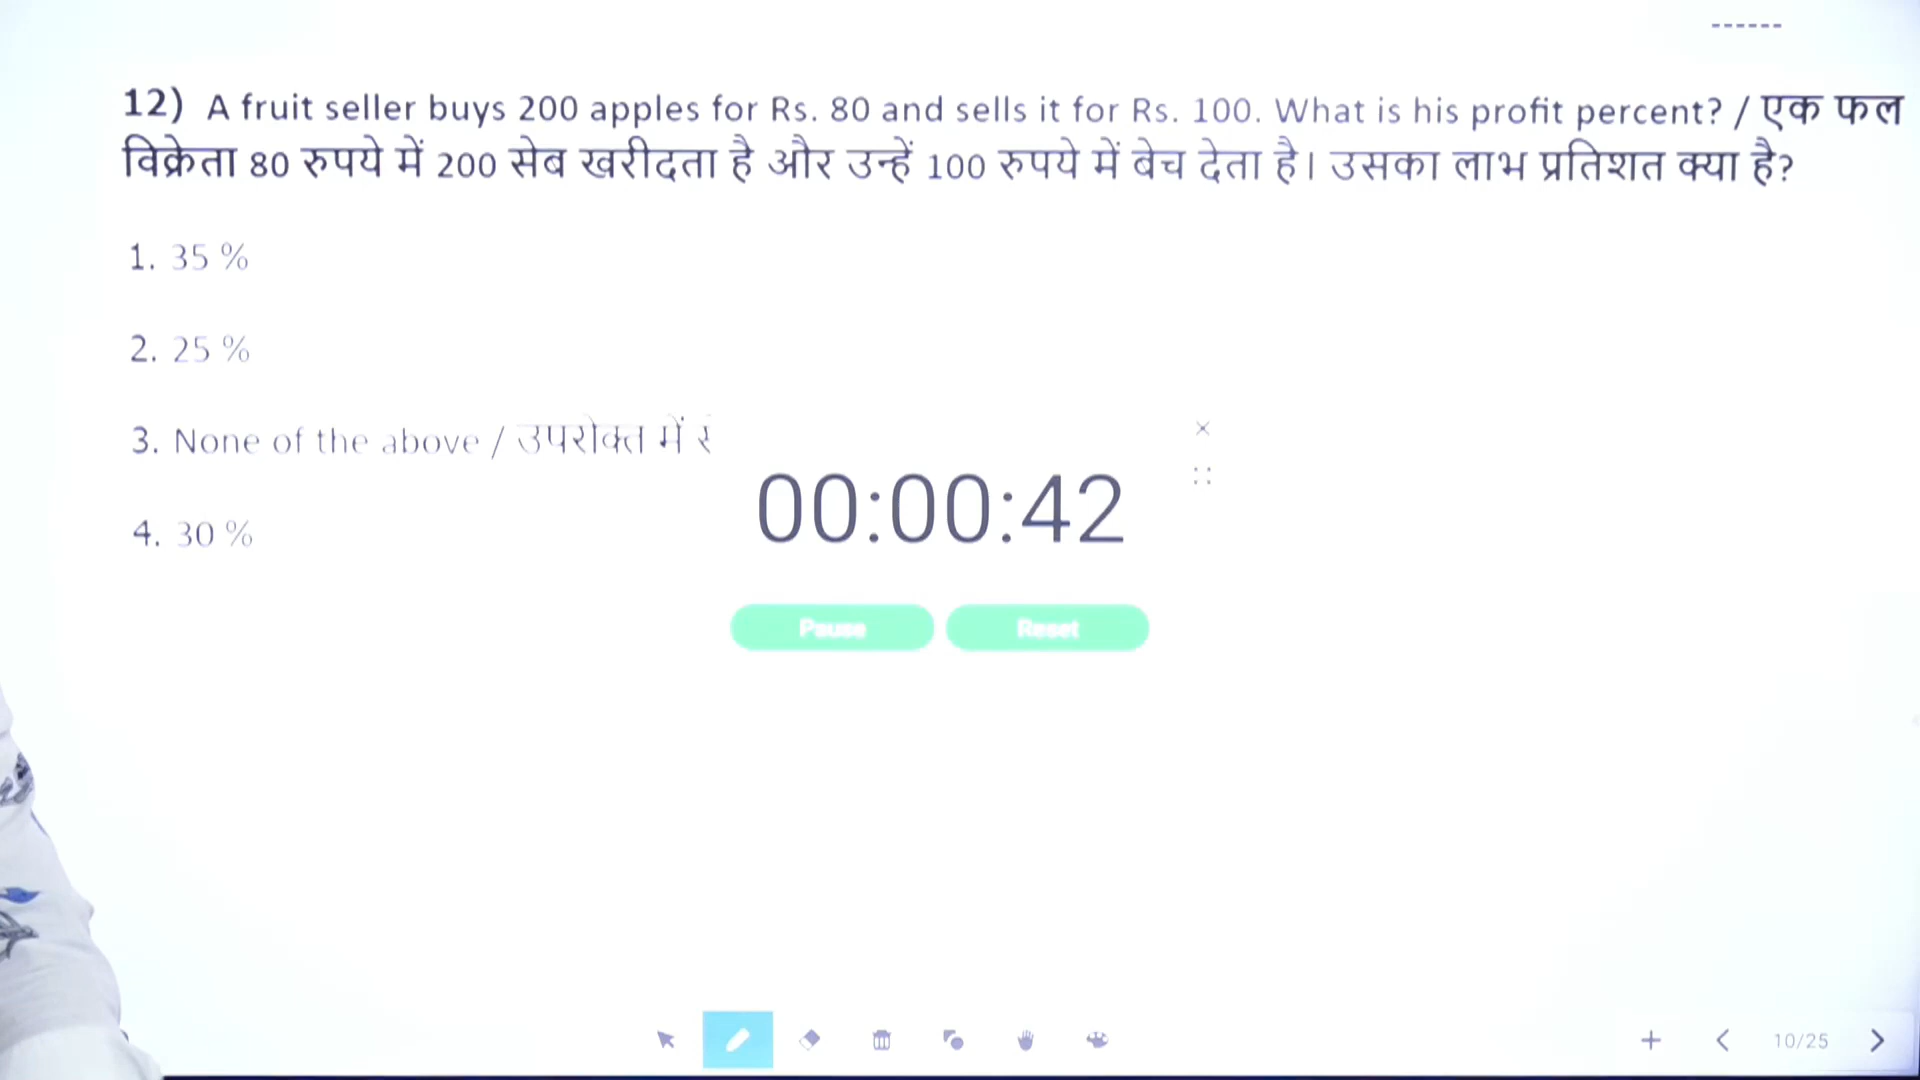 12) A fruit seller buys 200 apples for Rs. 80 and sells it for Rs. 100. What is his profit percent? / एक फल
विक्रेता 80 रुपये में 200 सेब खरीदता है और उन्हें 100 रुपये में बेच देता है। उसका लाभ प्रतिशत क्या है?
1. 35 %
2. 25 %
3. None of the above / उपरोक्त में
4. 30 %
00:00:42
Pause Reset
10/25